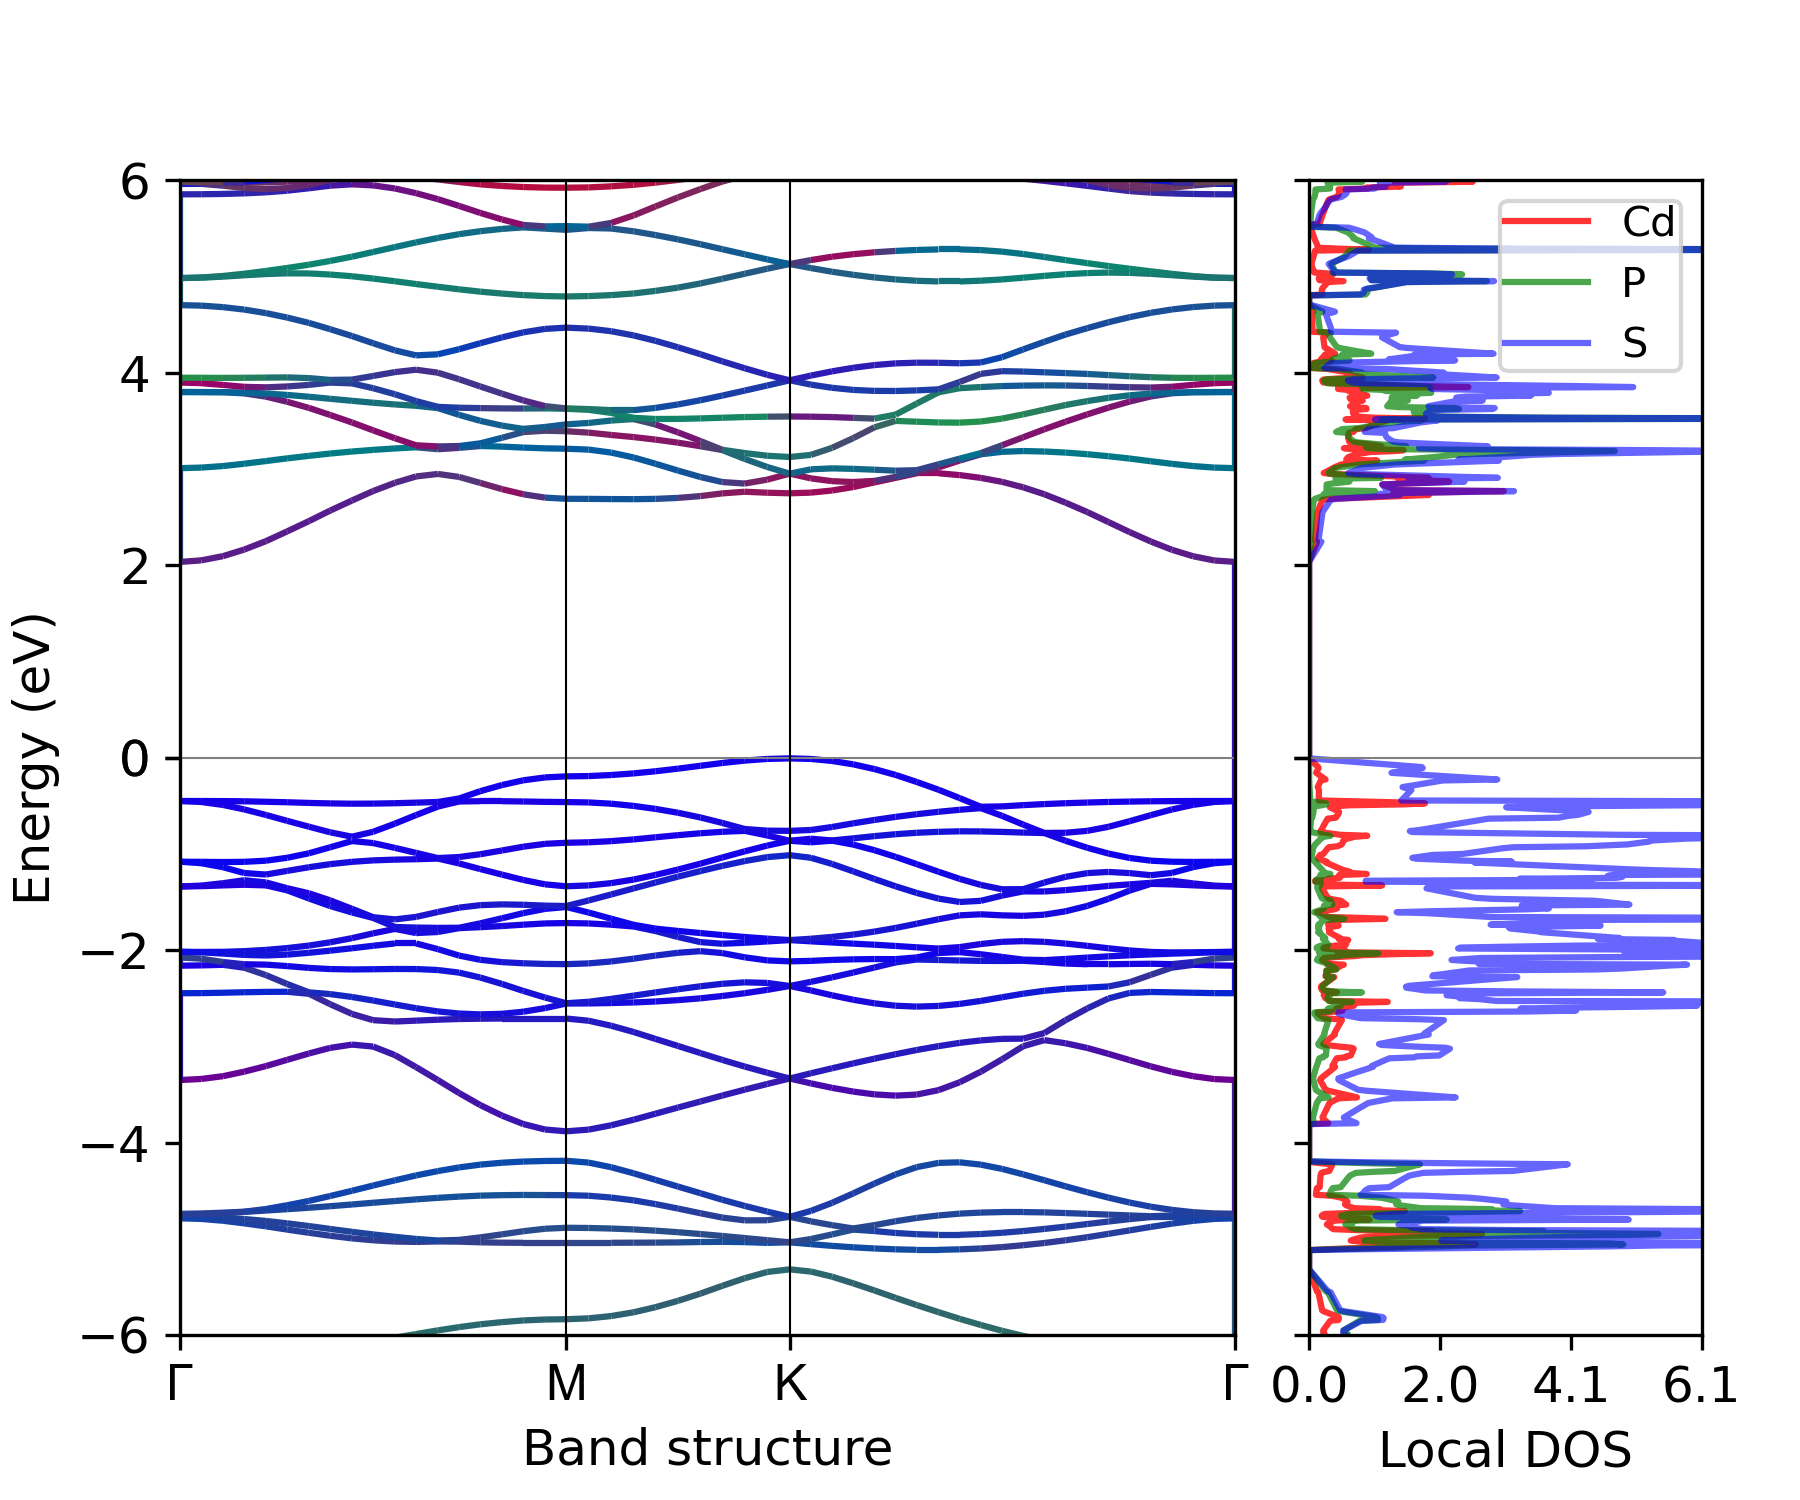 6
4
2
0
−2
−4
−6
Energy (eV)
Γ M K Γ
Band structure
Cd
P
S
0.0 2.0 4.1 6.1
Local DOS